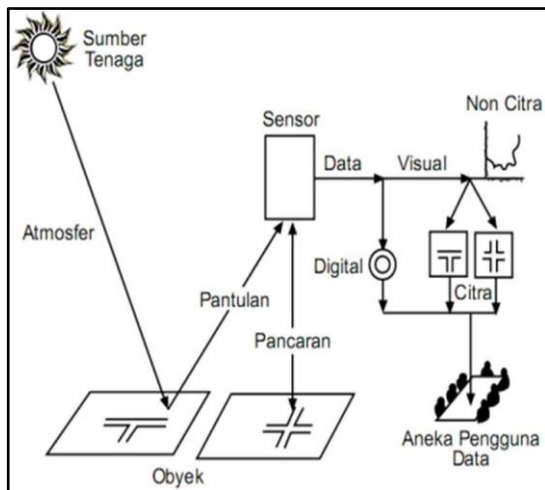 Sumber
Tenaga
Non Citra
Sensor
Data
Visual
Atmosfer
Digital
Citra
Pantulan
Pancaran
Aneka Pengguna
Data
Obyek